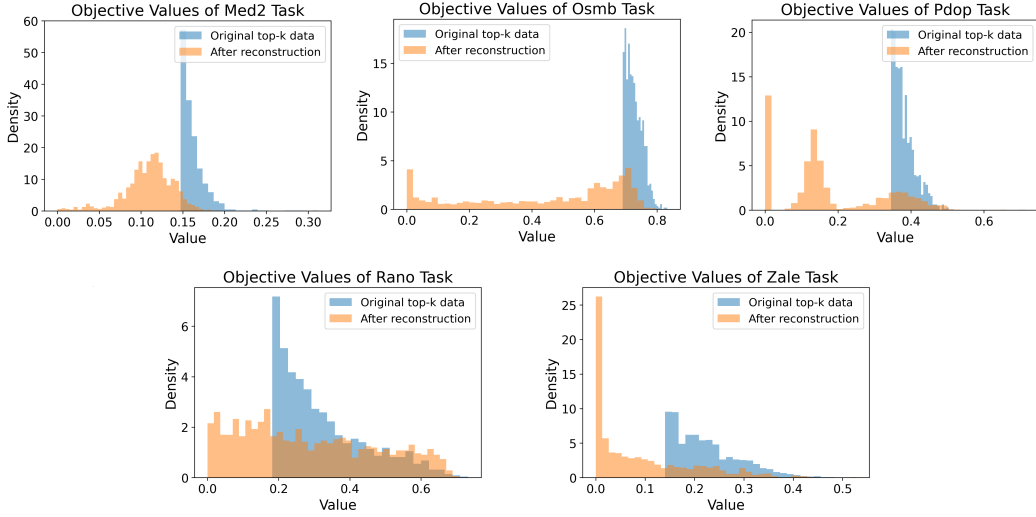 Objective Values of Med2 Task
60
50
40
30
20
10
0
Density
Original top-k data
After reconstruction
0.00 0.05 0.10 0.15 0.20 0.25 0.30
Value
Objective Values of Osmb Task
15
10
5
0
Density
Original top-k data
After reconstruction
0.0 0.2 0.4 0.6 0.8
Value
Objective Values of Pdop Task
20
15
10
5
0
Density
Original top-k data
After reconstruction
0.0 0.2 0.4 0.6
Value
Objective Values of Rano Task
6
4
2
0
Density
Original top-k data
After reconstruction
0.0 0.2 0.4 0.6
Value
Objective Values of Zale Task
25
20
15
10
5
0
Density
Original top-k data
After reconstruction
0.0 0.1 0.2 0.3 0.4 0.5
Value